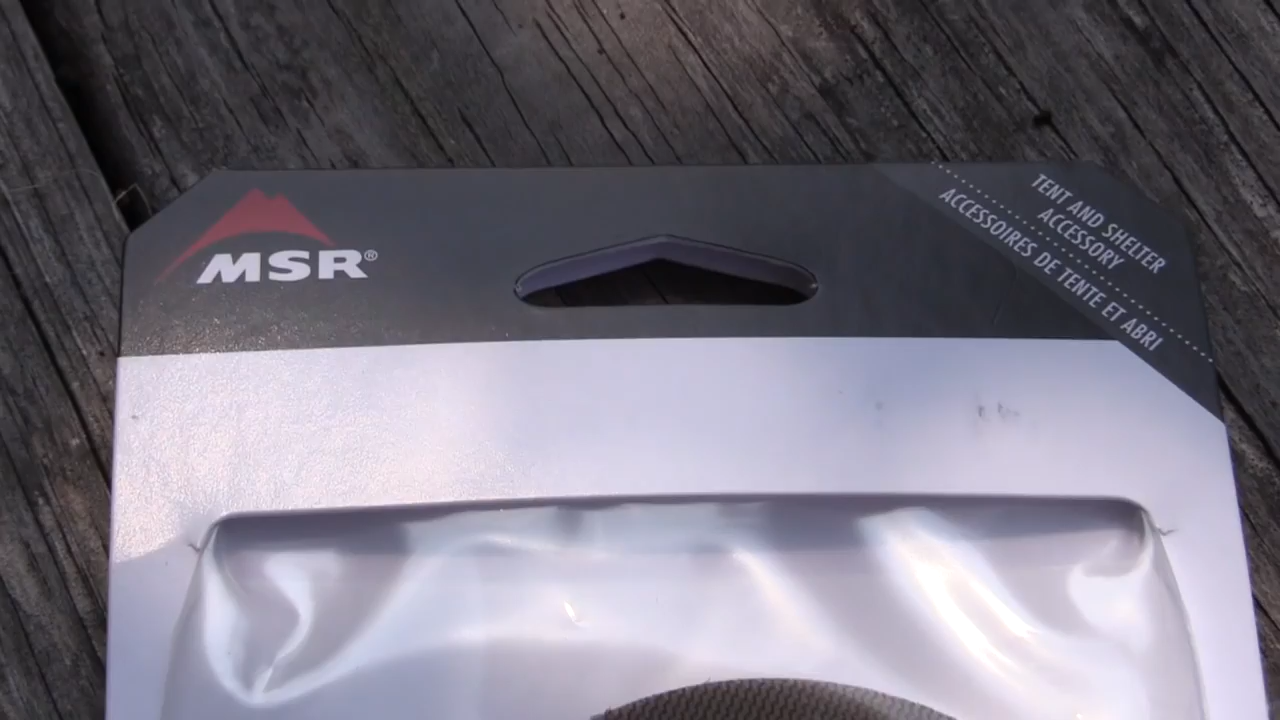 MSR®
TENT AND SHELTER
ACCESSORY
ACCESSOIRES DE TENTE ET ABRI